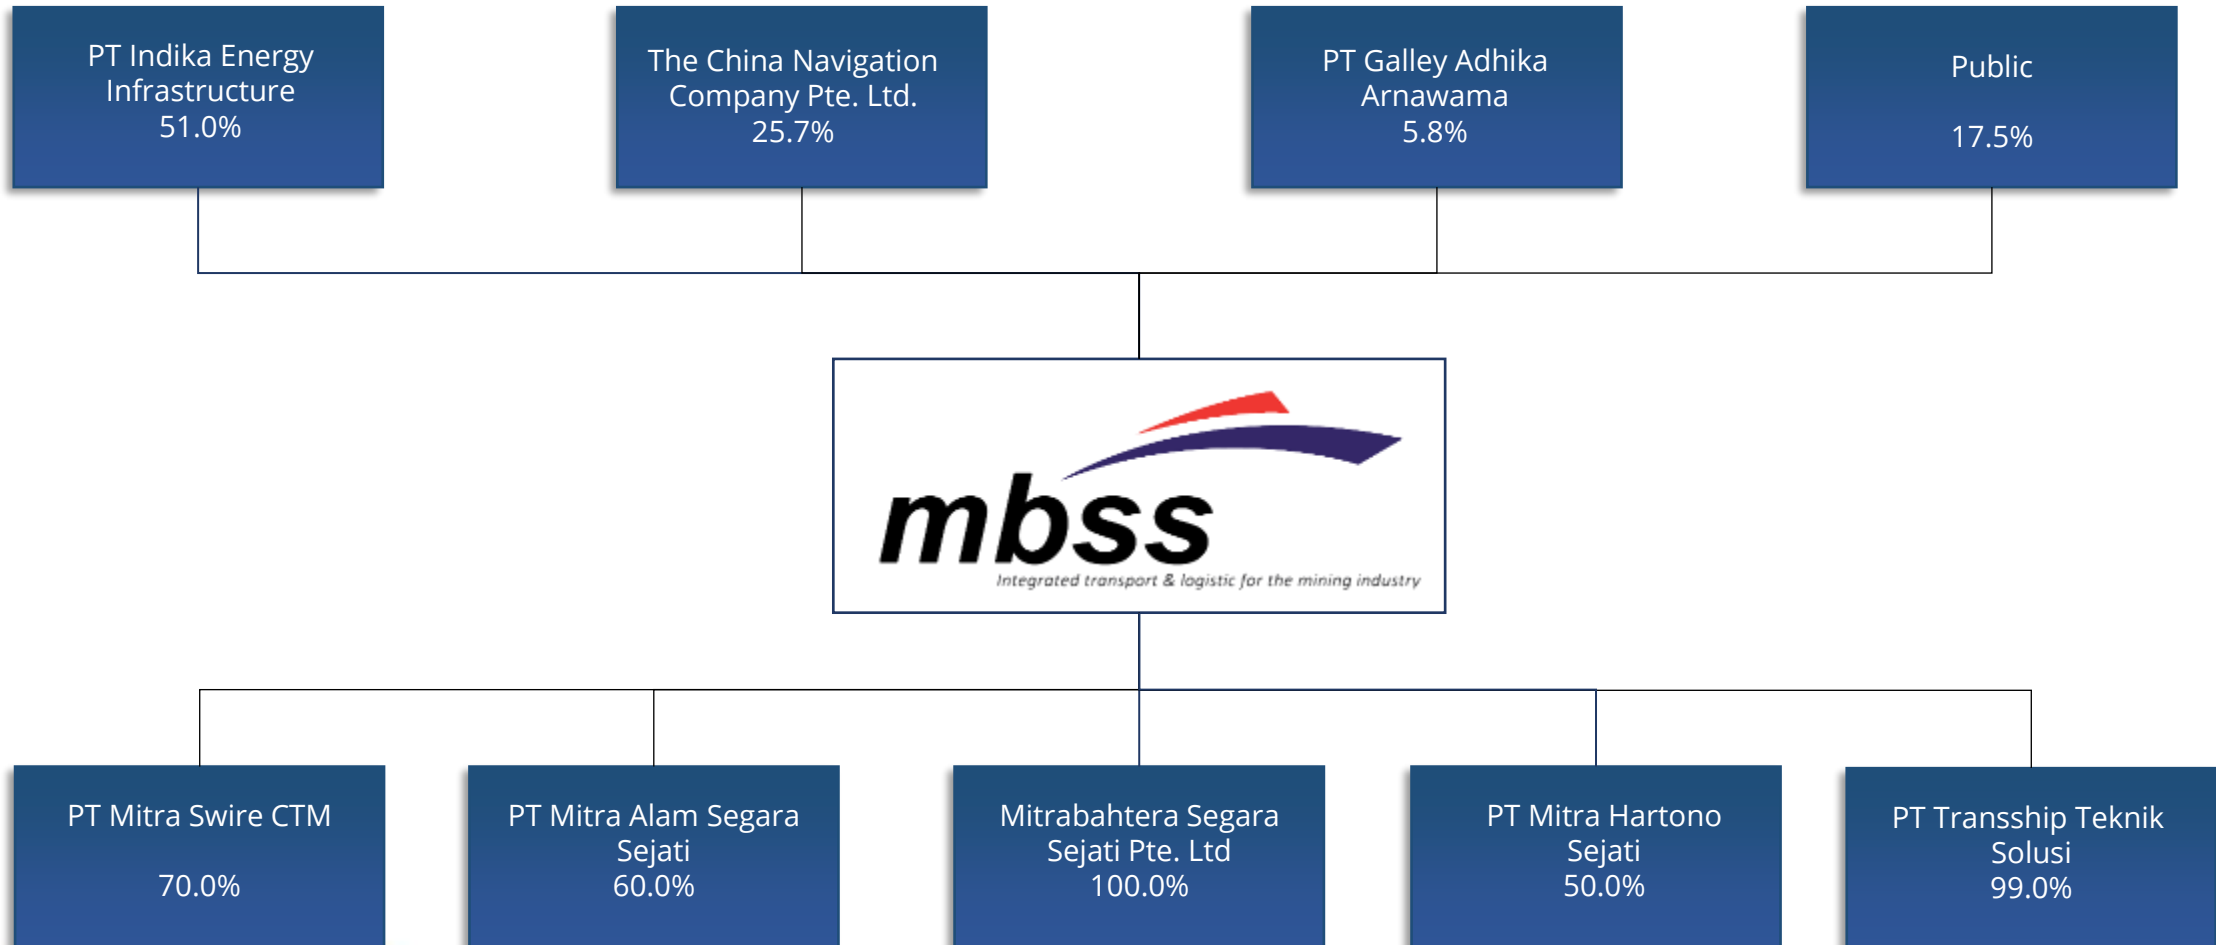 PT Indika Energy
Infrastructure
51.0%
The China Navigation
Company Pte. Ltd.
25.7%
PT Galley Adhika
Arnawama
5.8%
Public
17.5%
mbss
Integrated transport & logistic for the mining industry
PT Mitra Swire CTM
70.0%
PT Mitra Alam Segara
Sejati
60.0%
Mitrabahtera Segara
Sejati Pte. Ltd
100.0%
PT Mitra Hartono
Sejati
50.0%
PT Transship Teknik
Solusi
99.0%